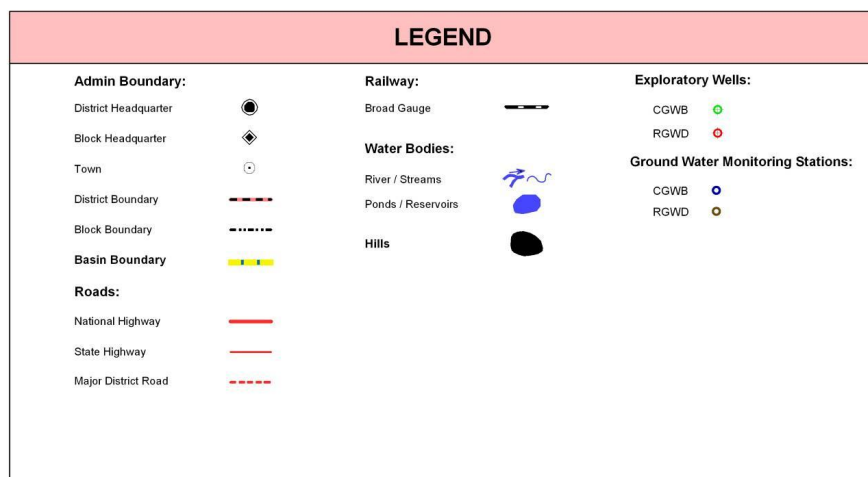 LEGEND
Admin Boundary:
District Headquarter
Block Headquarter
Town
District Boundary
Block Boundary
Basin Boundary
Roads:
National Highway
State Highway
Major District Road
Railway:
Broad Gauge
Water Bodies:
River / Streams
Ponds / Reservoirs
Hills
Exploratory Wells:
CGWB
RGWD
Ground Water Monitoring Stations:
CGWB
RGWD